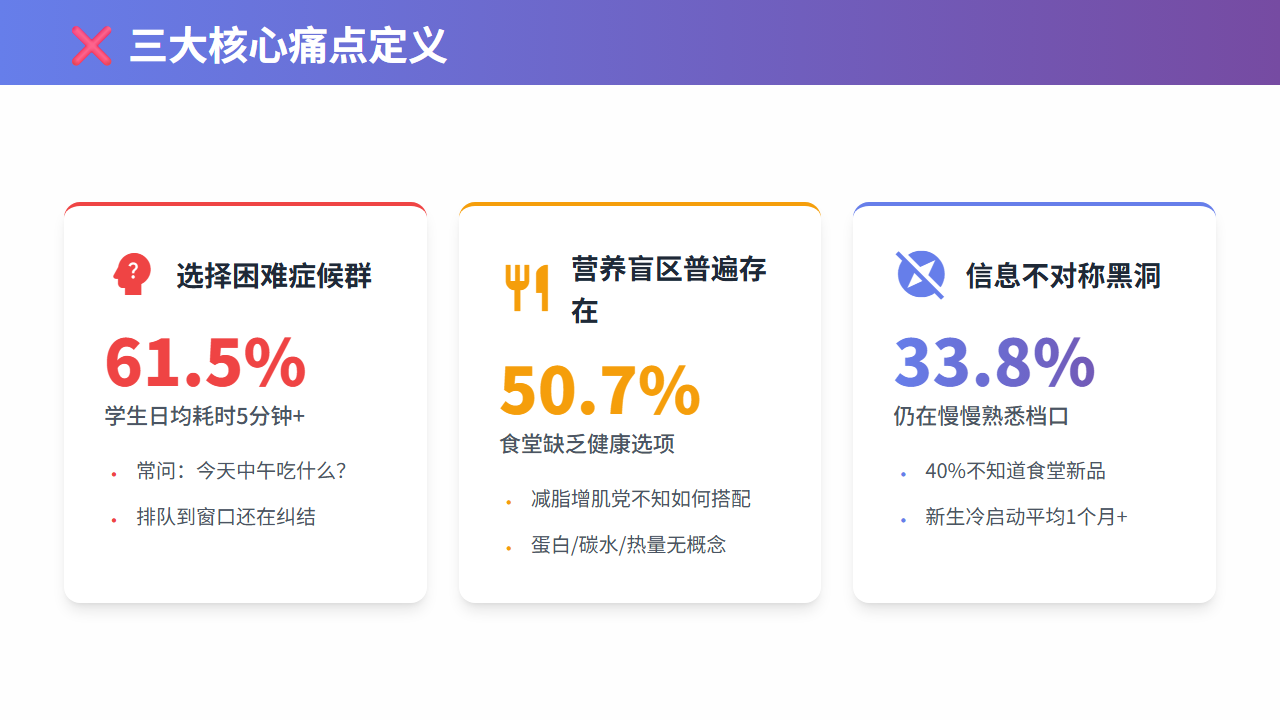 ❌ 三大核心痛点定义
选择困难症候群
61.5%
学生日均耗时5分钟+
• 常问：今天中午吃什么？
• 排队到窗口还在纠结
营养盲区普遍存
在
50.7%
食堂缺乏健康选项
• 减脂增肌党不知如何搭配
• 蛋白/碳水/热量无概念
信息不对称黑洞
33.8%
仍在慢慢熟悉档口
• 40%不知道食堂新品
• 新生冷启动平均1个月+